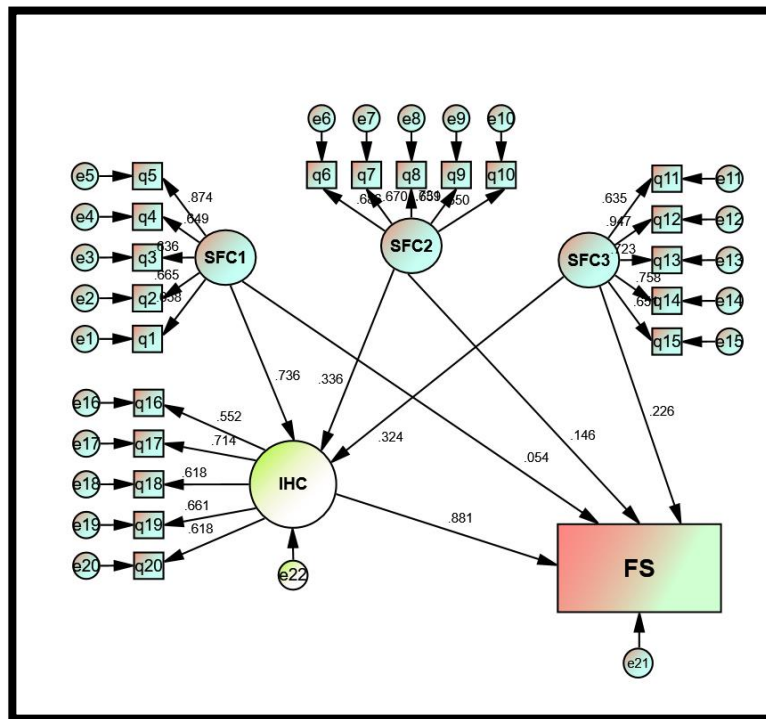 e6 e7 e8 e9 e10
q6 q7 q8 q9 q10
e5 q5
.874
e4 q4
.649
e3 q3
.636
e2 q2
.665
e1 q1
SFC1
.670
SFC2
q11 e11
.635
q12 e12
.947
q13 e13
.723
q14 e14
.758
q15 e15
SFC3
.736
.336
.324
.054
.146
.226
e16 q16
.552
e17 q17
.714
e18 q18
.618
e19 q19
.661
e20 q20
.618
IHC
e22
.881
FS
e21